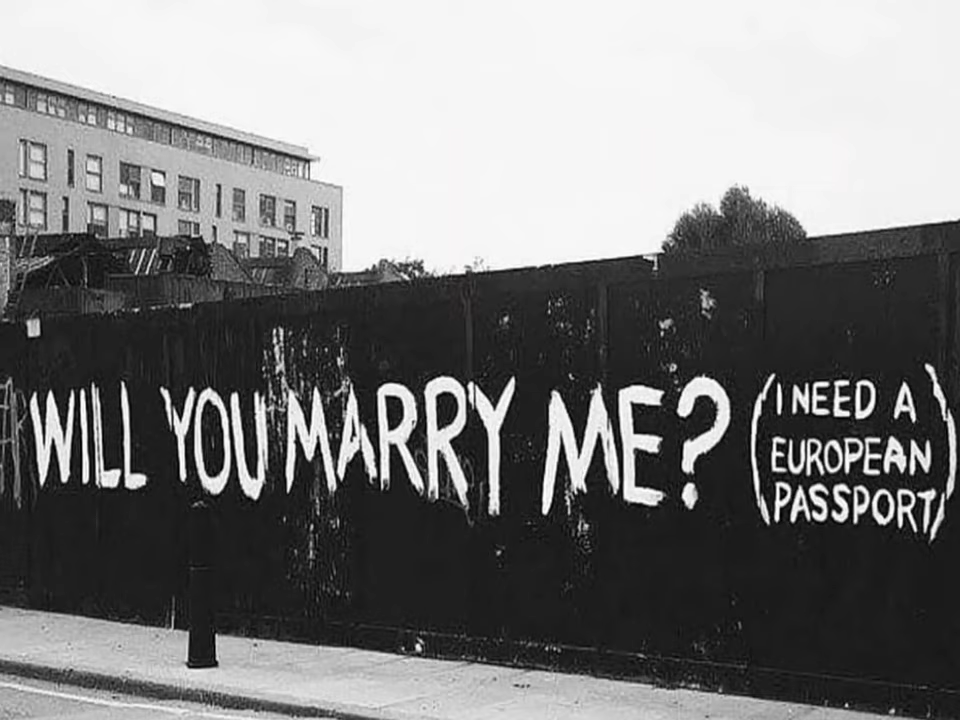 WILL YOU MARRY ME?
(I NEED A
EUROPEAN
PASSPORT)